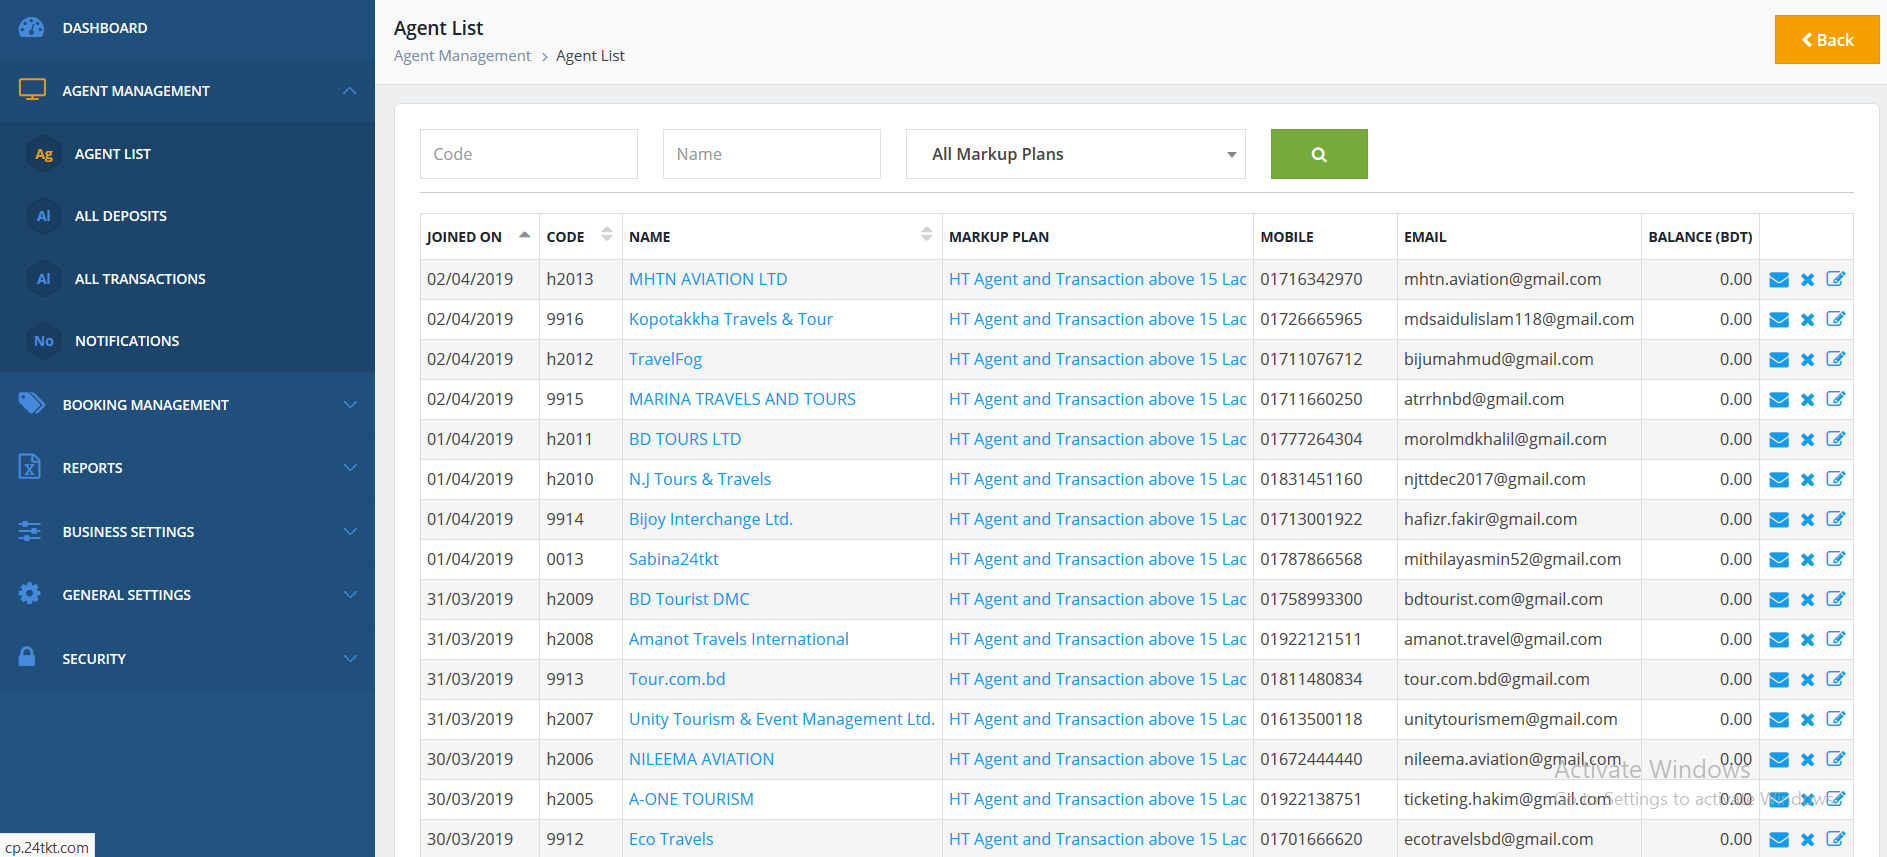 DASHBOARD
AGENT MANAGEMENT
Ag AGENT LIST
Al ALL DEPOSITS
Al ALL TRANSACTIONS
No NOTIFICATIONS
BOOKING MANAGEMENT
REPORTS
BUSINESS SETTINGS
GENERAL SETTINGS
SECURITY
cp.24tkt.com
Agent List
Agent Management > Agent List
Back
Code Name All Markup Plans
JOINED ON CODE NAME MARKUP PLAN MOBILE EMAIL BALANCE (BDT)
02/04/2019 h2013 MHTN AVIATION LTD HT Agent and Transaction above 15 Lac 01716342970 mhtn.aviation@gmail.com 0.00
02/04/2019 9916 Kopotakkha Travels & Tour HT Agent and Transaction above 15 Lac 01726665965 mdsaidulislam118@gmail.com 0.00
02/04/2019 h2012 TravelFog HT Agent and Transaction above 15 Lac 01711076712 bijumahmud@gmail.com 0.00
02/04/2019 9915 MARINA TRAVELS AND TOURS HT Agent and Transaction above 15 Lac 01711660250 atrrhnbd@gmail.com 0.00
01/04/2019 h2011 BD TOURS LTD HT Agent and Transaction above 15 Lac 01777264304 morolmdkhalil@gmail.com 0.00
01/04/2019 h2010 N.J Tours & Travels HT Agent and Transaction above 15 Lac 01831451160 njttdec2017@gmail.com 0.00
01/04/2019 9914 Bijoy Interchange Ltd. HT Agent and Transaction above 15 Lac 01713001922 hafizr.fakir@gmail.com 0.00
01/04/2019 0013 Sabina24tkt HT Agent and Transaction above 15 Lac 01787866568 mithilayasmin52@gmail.com 0.00
31/03/2019 h2009 BD Tourist DMC HT Agent and Transaction above 15 Lac 01758993300 bdtourist.com@gmail.com 0.00
31/03/2019 h2008 Amanot Travels International HT Agent and Transaction above 15 Lac 01922121511 amanot.travel@gmail.com 0.00
31/03/2019 9913 Tour.com.bd HT Agent and Transaction above 15 Lac 01811480834 tour.com.bd@gmail.com 0.00
31/03/2019 h2007 Unity Tourism & Event Management Ltd. HT Agent and Transaction above 15 Lac 01613500118 unitytourismem@gmail.com 0.00
30/03/2019 h2006 NILEEMA AVIATION HT Agent and Transaction above 15 Lac 01672444440 nileema.aviation@gmail.com 0.00
30/03/2019 h2005 A-ONE TOURISM HT Agent and Transaction above 15 Lac 01922138751 ticketing.hakim@gmail.com 0.00
30/03/2019 9912 Eco Travels HT Agent and Transaction above 15 Lac 01701666620 ecotravelsbd@gmail.com 0.00
Activate Windows
Go to Settings to activate Windows.